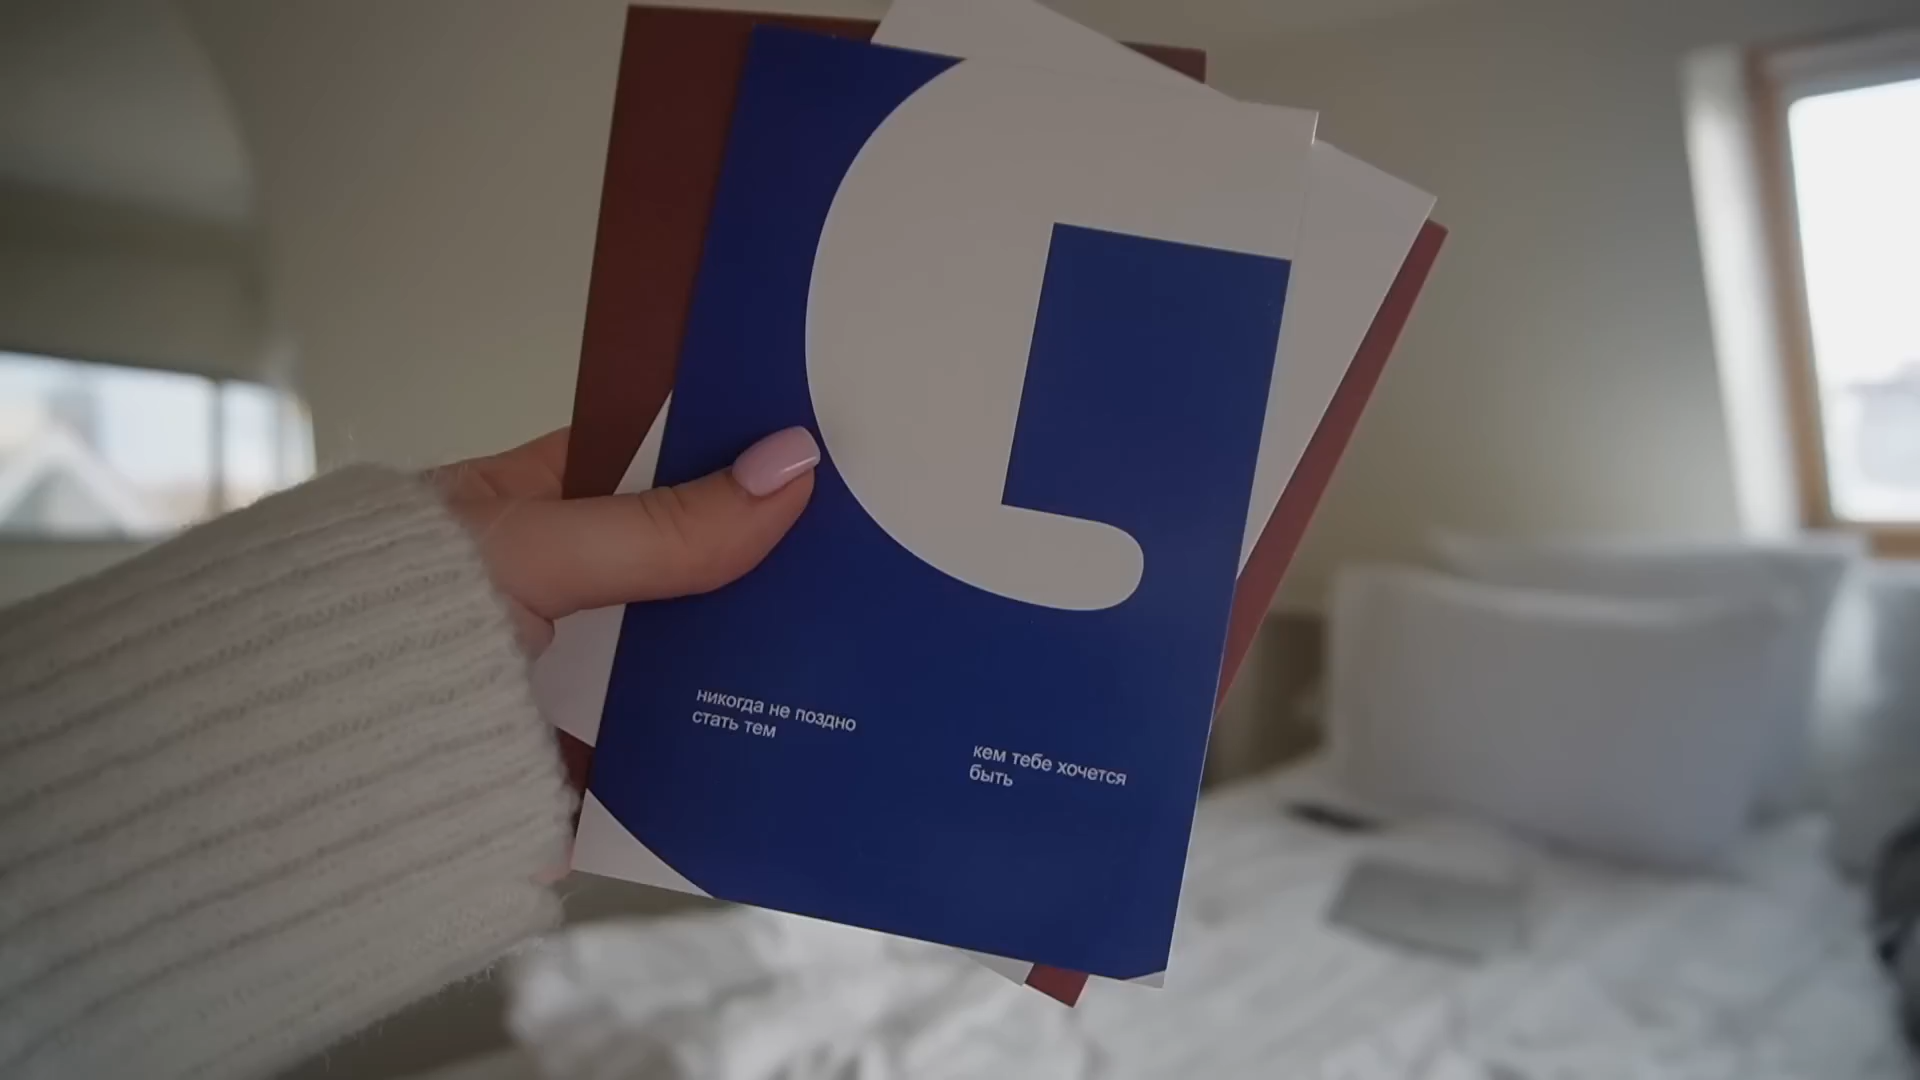 никогда не поздно
стать тем
кем тебе хочется
быть